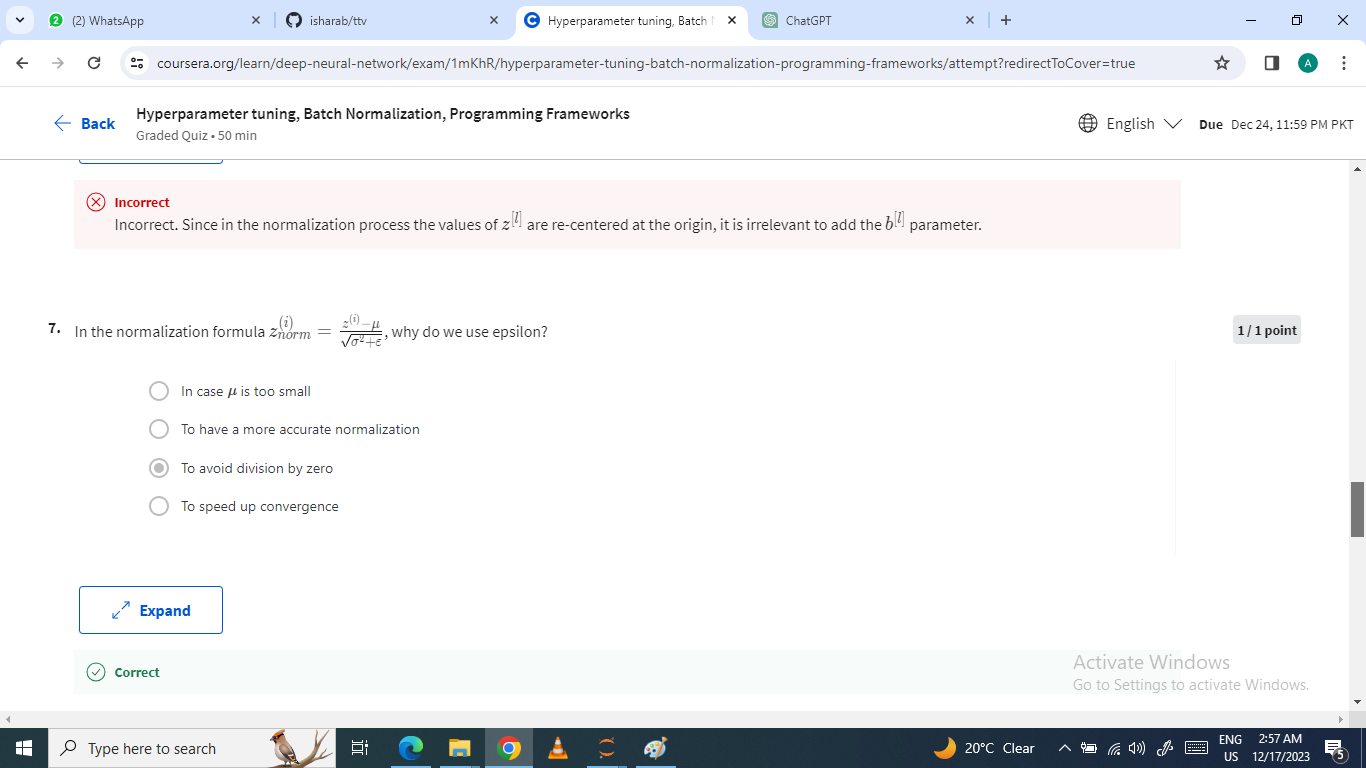 (2) WhatsApp
isharab/ttv
Hyperparameter tuning, Batch
ChatGPT
coursera.org/learn/deep-neural-network/exam/1mKhR/hyperparameter-tuning-batch-normalization-programming-frameworks/attempt?redirectToCover=true
A
Back
Hyperparameter tuning, Batch Normalization, Programming Frameworks
Graded Quiz • 50 min
English
Due Dec 24, 11:59 PM PKT
Incorrect
Incorrect. Since in the normalization process the values of z^[l] are re-centered at the origin, it is irrelevant to add the b^[l] parameter.
7. In the normalization formula z_norm^(i) = (z^(i) − μ) / √(σ² + ε), why do we use epsilon?
1 / 1 point
In case μ is too small
To have a more accurate normalization
To avoid division by zero
To speed up convergence
Expand
Correct
Activate Windows
Go to Settings to activate Windows.
Type here to search
20°C Clear
ENG
US
2:57 AM
12/17/2023
5